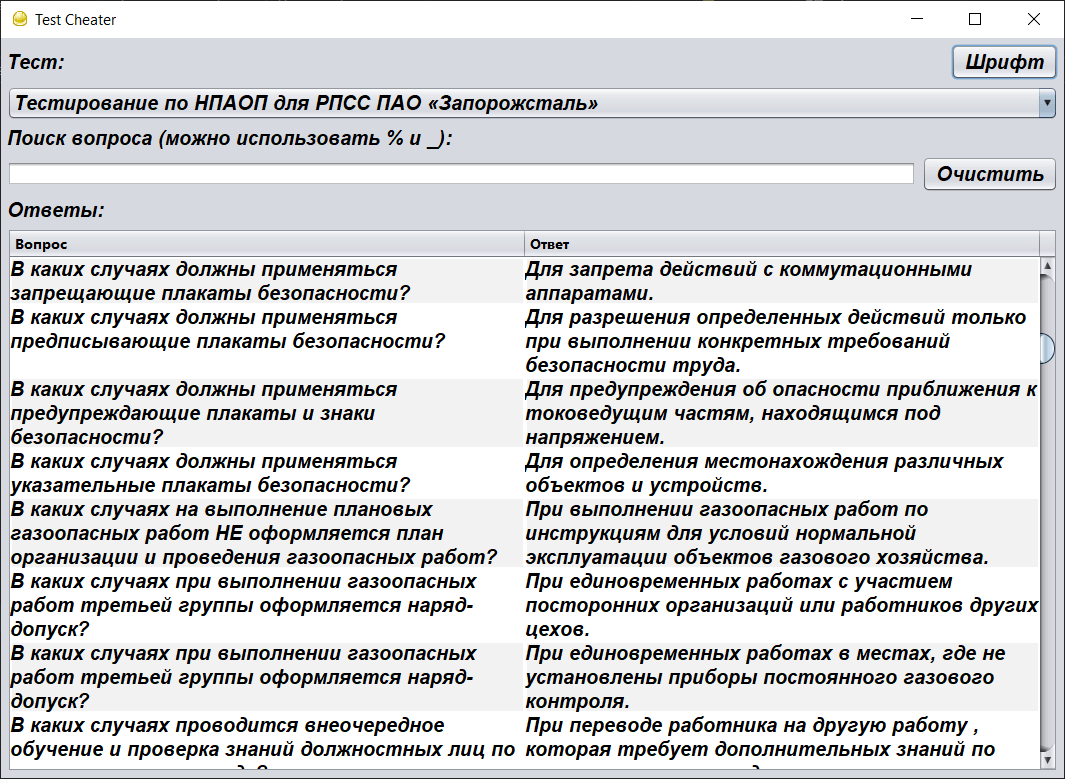 Test Cheater
Тест:
Шрифт
Тестирование по НПАОП для РПСС ПАО «Запорожсталь»
Поиск вопроса (можно использовать % и _):
Очистить
Ответы:
Вопрос
Ответ
В каких случаях должны применяться
запрещающие плакаты безопасности?
Для запрета действий с коммутационными
аппаратами.
В каких случаях должны применяться
предписывающие плакаты безопасности?
Для разрешения определенных действий только
при выполнении конкретных требований
безопасности труда.
В каких случаях должны применяться
предупреждающие плакаты и знаки
безопасности?
Для предупреждения об опасности приближения к
токоведущим частям, находящимся под
напряжением.
В каких случаях должны применяться
указательные плакаты безопасности?
Для определения местонахождения различных
объектов и устройств.
В каких случаях на выполнение плановых
газоопасных работ НЕ оформляется план
организации и проведения газоопасных работ?
При выполнении газоопасных работ по
инструкциям для условий нормальной
эксплуатации объектов газового хозяйства.
В каких случаях при выполнении газоопасных
работ третьей группы оформляется наряд-
допуск?
При единовременных работах с участием
посторонних организаций или работников других
цехов.
В каких случаях при выполнении газоопасных
работ третьей группы оформляется наряд-
допуск?
При единовременных работах в местах, где не
установлены приборы постоянного газового
контроля.
В каких случаях проводится внеочередное
обучение и проверка знаний должностных лиц по
При переводе работника на другую работу ,
которая требует дополнительных знаний по